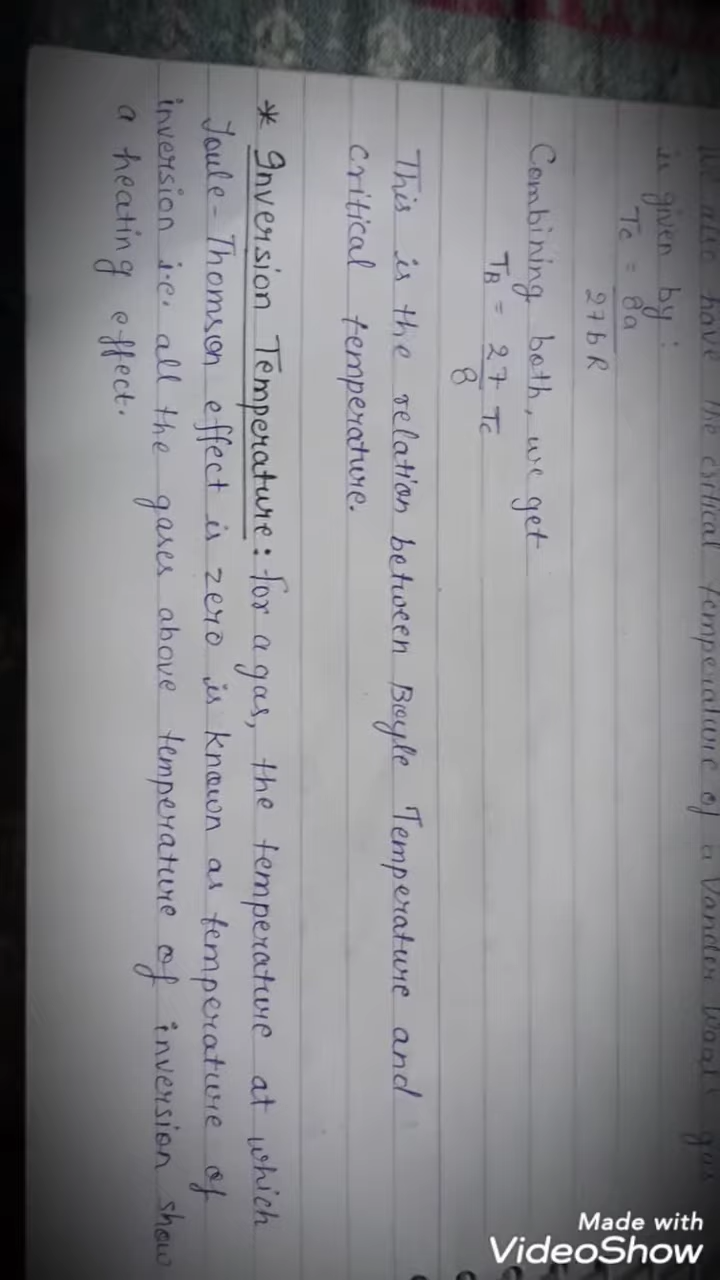 We also have the critical temperature of a Vander Waal's gas
is given by:
Tc = 8a
27bR
Combining both, we get
TB = 27 Tc
8
This is the relation between Boyle Temperature and
critical temperature.
* Inversion Temperature: for a gas, the temperature at which
Joule-Thomson effect is zero is known as temperature of
inversion i.e. all the gases above temperature of inversion show
a heating effect.
Made with
VideoShow